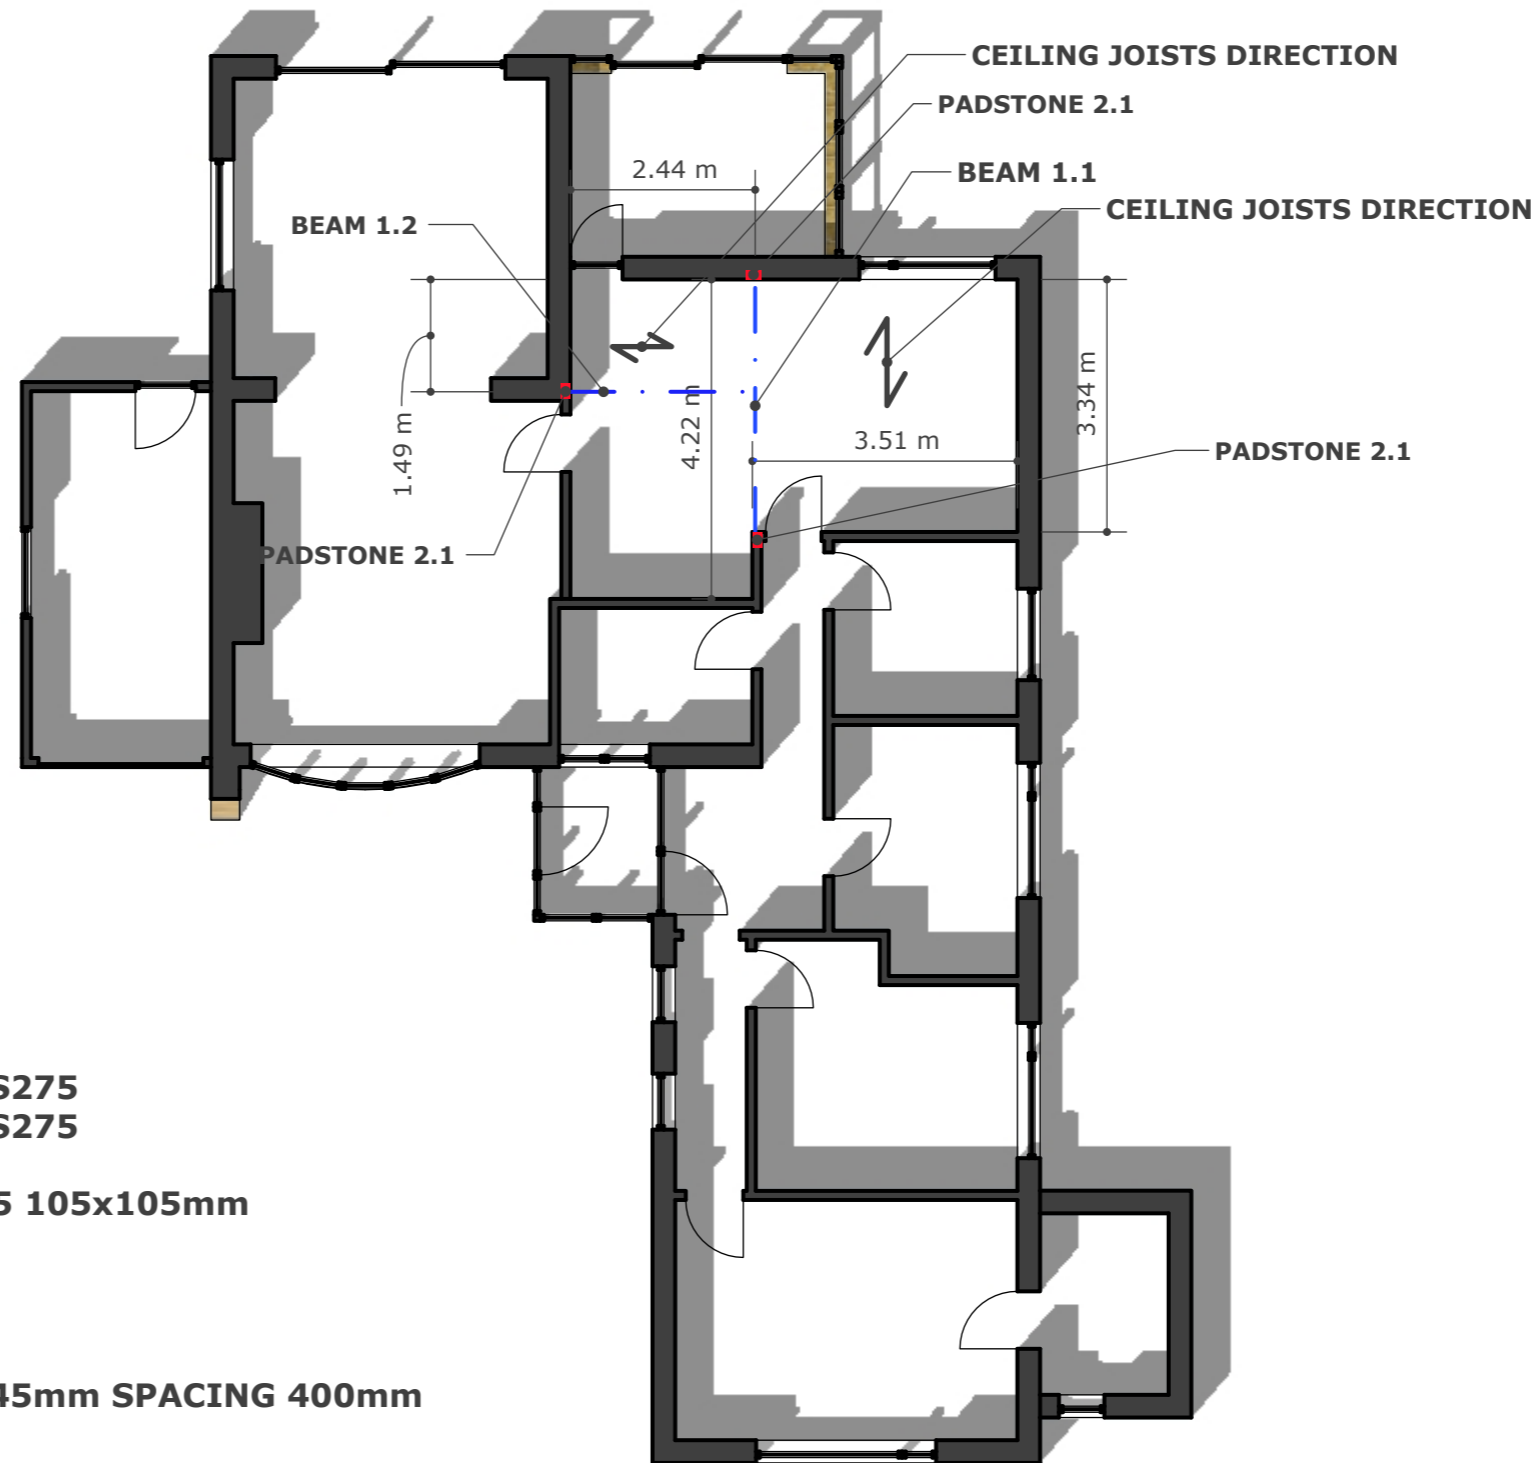 CEILING JOISTS DIRECTION
PADSTONE 2.1
2.44 m
BEAM 1.1
CEILING JOISTS DIRECTION
BEAM 1.2
1.49 m
4.22 m
3.51 m
3.34 m
PADSTONE 2.1
PADSTONE 2.1
S275
S275
5 105x105mm
45mm SPACING 400mm